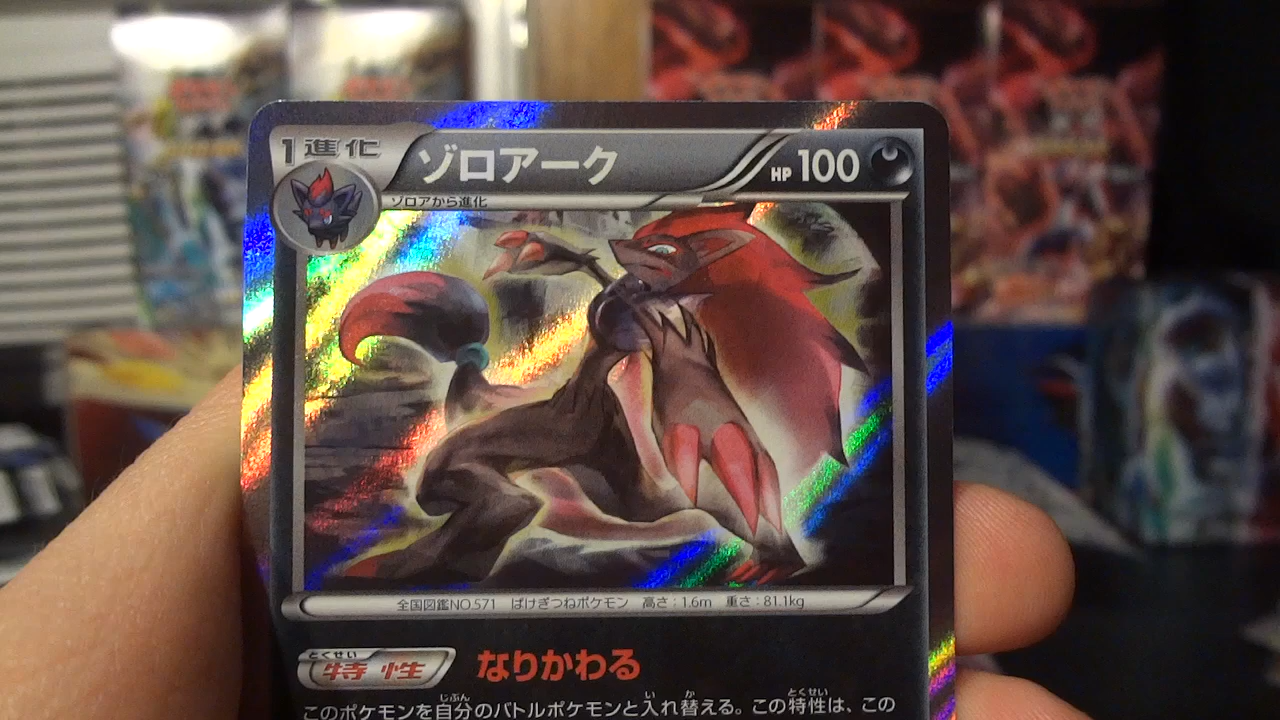 1進化
ゾロアーク
HP 100
ゾロアから進化
全国図鑑NO.571 ばけぎつねポケモン 高さ:1.6m 重さ:81.1kg
とくせい
特性 なりかわる
じぶん い か とくせい
このポケモンを自分のバトルポケモンと入れ替える。この特性は、この